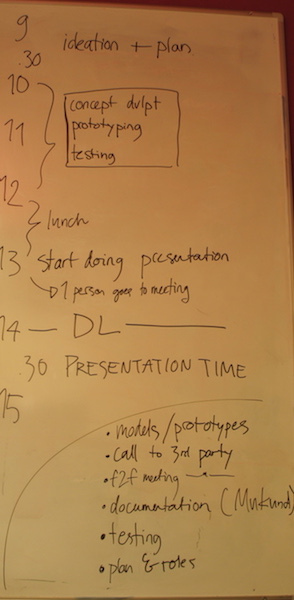 9
ideation + plan
.30
10
concept dvlpt
prototyping
11
testing
12
lunch
13 start doing presentation
1 person goes to meeting
14 — DL —
.30 PRESENTATION TIME
15
• models/prototypes
• call to 3rd party
• f2f meeting
• documentation (Mukund
• testing
• plan & roles